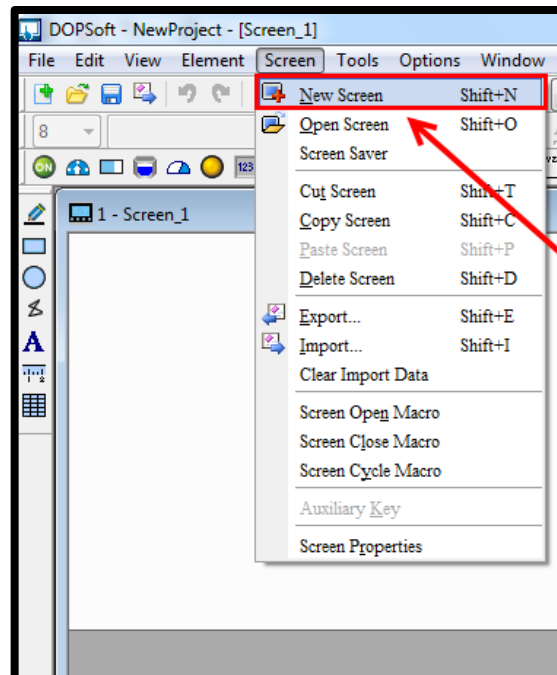 DOPSoft - NewProject - [Screen_1]
File Edit View Element Screen Tools Options Window
New Screen Shift+N
8
Open Screen Shift+O
Screen Saver
ON 123
Cut Screen Shift+T
1 - Screen_1
Copy Screen Shift+C
Paste Screen Shift+P
Delete Screen Shift+D
Export... Shift+E
A
Import... Shift+I
Clear Import Data
Screen Open Macro
Screen Close Macro
Screen Cycle Macro
Auxiliary Key
Screen Properties